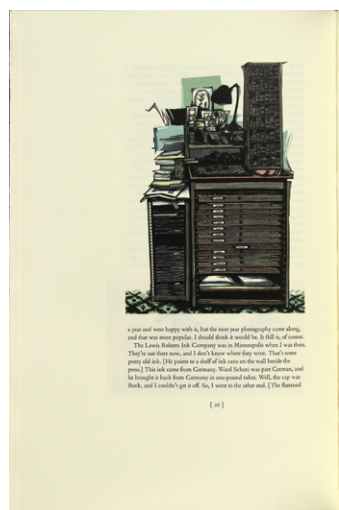 a year and were happy with it, but the next year photography came along,
and that was more popular. I should think it would be. It still is, of course.
The Lewis Roberts Ink Company was in Minneapolis when I was there.
They're not there now, and I don't know where they went. That's some
pretty old ink. [He points to a shelf of ink cans on the wall beside the
press.] This ink came from Germany. Ward Schori was part German, and
he brought it back from Germany in one-pound tubes. Well, the cap was
stuck, and I couldn't get it off. So, I went to the other end. [The flattened